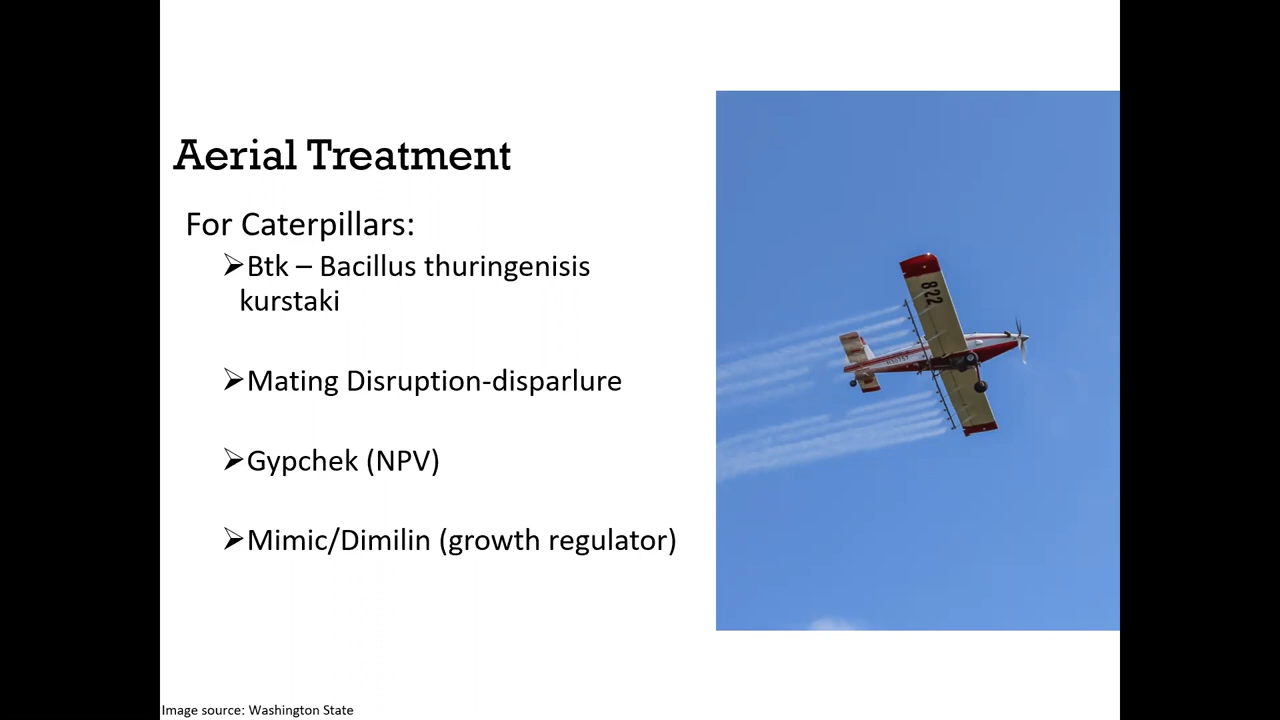 Aerial Treatment
For Caterpillars:
➢Btk – Bacillus thuringenisis
kurstaki
➢Mating Disruption-disparlure
➢Gypchek (NPV)
➢Mimic/Dimilin (growth regulator)
822
Image source: Washington State